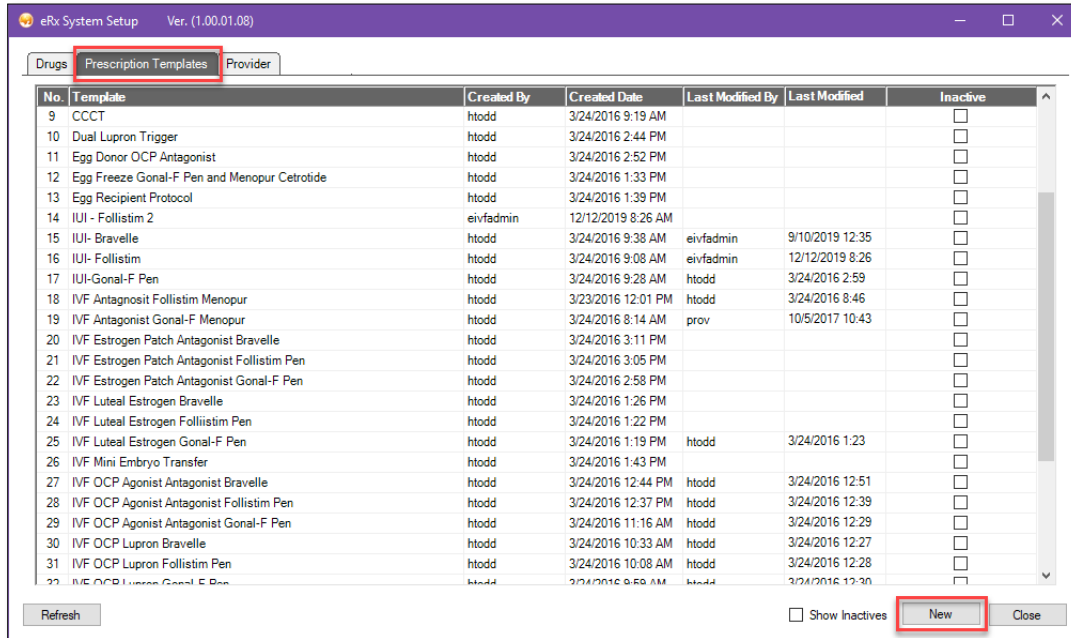 eRx System Setup Ver. (1.00.01.08)
Drugs Prescription Templates Provider
No. Template Created By Created Date Last Modified By Last Modified Inactive
9 CCCT htodd 3/24/2016 9:19 AM
10 Dual Lupron Trigger htodd 3/24/2016 2:44 PM
11 Egg Donor OCP Antagonist htodd 3/24/2016 2:52 PM
12 Egg Freeze Gonal-F Pen and Menopur Cetrotide htodd 3/24/2016 1:33 PM
13 Egg Recipient Protocol htodd 3/24/2016 1:39 PM
14 IUI - Follistim 2 eivfadmin 12/12/2019 8:26 AM
15 IUI- Bravelle htodd 3/24/2016 9:38 AM eivfadmin 9/10/2019 12:35
16 IUI- Follistim htodd 3/24/2016 9:08 AM eivfadmin 12/12/2019 8:26
17 IUI-Gonal-F Pen htodd 3/24/2016 9:28 AM htodd 3/24/2016 2:59
18 IVF Antagnosit Follistim Menopur htodd 3/23/2016 12:01 PM htodd 3/24/2016 8:46
19 IVF Antagonist Gonal-F Menopur htodd 3/24/2016 8:14 AM prov 10/5/2017 10:43
20 IVF Estrogen Patch Antagonist Bravelle htodd 3/24/2016 3:11 PM
21 IVF Estrogen Patch Antagonist Follistim Pen htodd 3/24/2016 3:05 PM
22 IVF Estrogen Patch Antagonist Gonal-F Pen htodd 3/24/2016 2:58 PM
23 IVF Luteal Estrogen Bravelle htodd 3/24/2016 1:26 PM
24 IVF Luteal Estrogen Folliistim Pen htodd 3/24/2016 1:22 PM
25 IVF Luteal Estrogen Gonal-F Pen htodd 3/24/2016 1:19 PM htodd 3/24/2016 1:23
26 IVF Mini Embryo Transfer htodd 3/24/2016 1:43 PM
27 IVF OCP Agonist Antagonist Bravelle htodd 3/24/2016 12:44 PM htodd 3/24/2016 12:51
28 IVF OCP Agonist Antagonist Follistim Pen htodd 3/24/2016 12:37 PM htodd 3/24/2016 12:39
29 IVF OCP Agonist Antagonist Gonal-F Pen htodd 3/24/2016 11:16 AM htodd 3/24/2016 12:29
30 IVF OCP Lupron Bravelle htodd 3/24/2016 10:33 AM htodd 3/24/2016 12:27
31 IVF OCP Lupron Follistim Pen htodd 3/24/2016 10:08 AM htodd 3/24/2016 12:28
32 IVF OCP Lupron Gonal-F Pen htodd 3/24/2016 9:59 AM htodd 3/24/2016 12:30
Refresh Show Inactives New Close